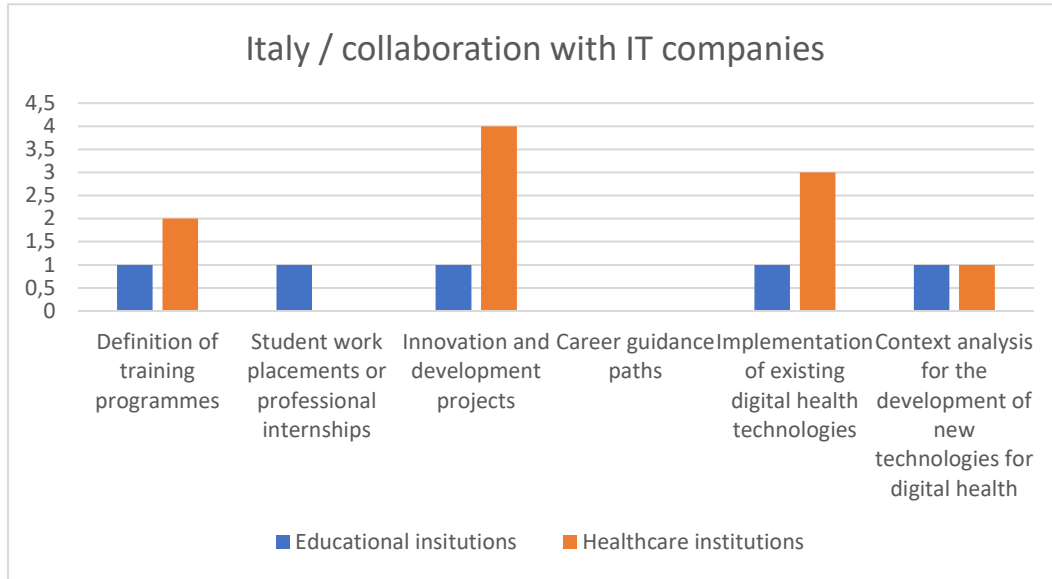 Italy / collaboration with IT companies
4,5
4
3,5
3
2,5
2
1,5
1
0,5
0
Definition of
training
programmes
Student work
placements or
professional
internships
Innovation and
development
projects
Career guidance
paths
Implementation
of existing
digital health
technologies
Context analysis
for the
development of
new
technologies for
digital health
Educational insitutions
Healthcare institutions